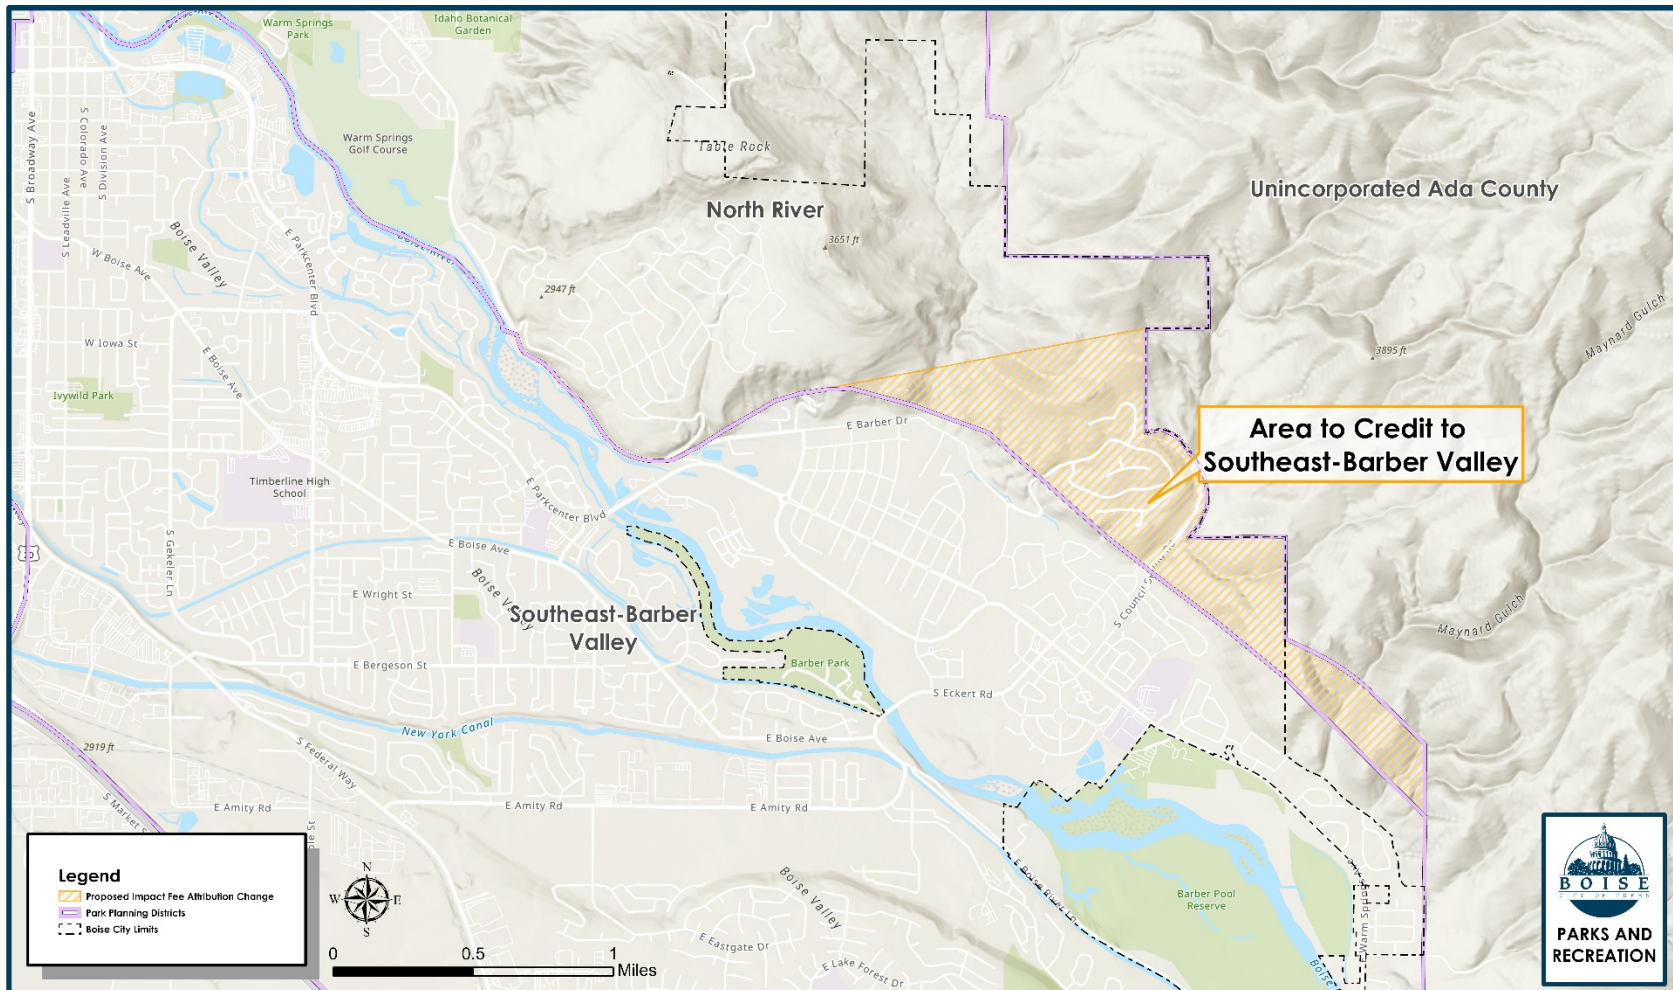 Warm Springs
Park
Idaho Botanical
Garden
S Broadway Ave
S Colorado Ave
S Division Ave
S Leadville Ave
Warm Springs
Golf Course
Table Rock
North River
Unincorporated Ada County
3651 ft
2947 ft
3895 ft
Boise Valley
E Parkcenter Blvd
W Boise Ave
Boise River
Maynard Gulch
W Iowa St
E Boise Ave
Ivywild Park
E Barber Dr
Area to Credit to
Southeast-Barber Valley
Timberline High
School
E Parkcenter Blvd
S Gekeler Ln
20
E Boise Ave
Boise Valley
E Wright St
Southeast-Barber
Valley
S Council
Maynard Gulch
E Bergeson St
Barber Park
S Eckert Rd
New York Canal
E Boise Ave
2919 ft
S Federal Way
S Market S
E Amity Rd
E Amity Rd
E Amity Rd
E Boise River Ln
Boise Valley
Barber Pool
Reserve
E Eastgate Dr
E Lake Forest Dr
Warm Springs
Boise
Legend
Proposed Impact Fee Attribution Change
Park Planning Districts
Boise City Limits
N
W
E
S
0
0.5
1
Miles
BOISE
CITY OF TREES
PARKS AND
RECREATION